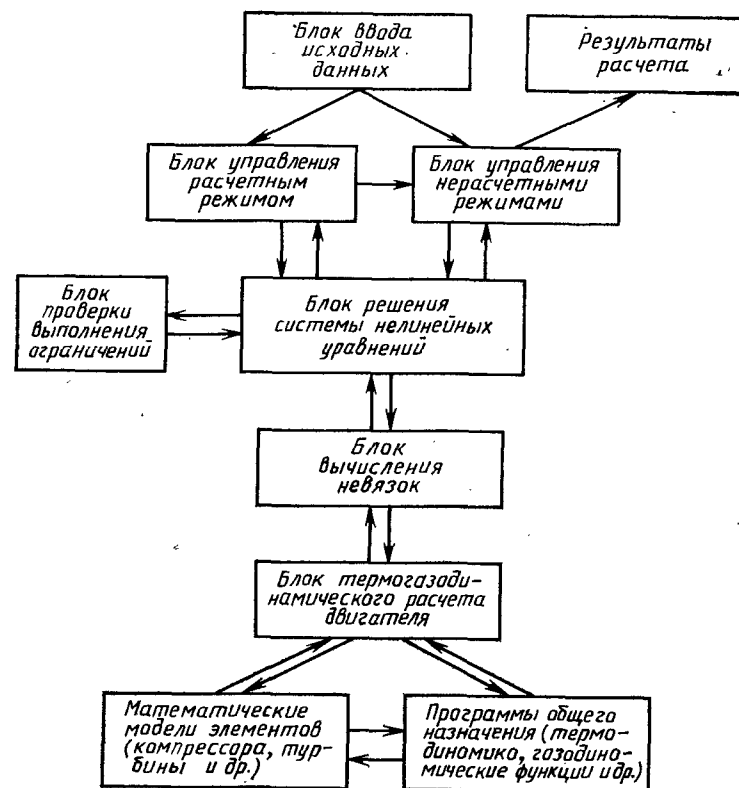 Блок ввода
исходных
данных
Результаты
расчета
Блок управления
расчетным
режимом
Блок управления
нерасчетными
режимами
Блок
проверки
выполнения
ограничений
Блок решения
системы нелинейных
уравнений
Блок
вычисления
невязок
Блок термогазоди-
намического расчета
двигателя
Математические
модели элементов
(компрессора, тур-
бины и др.)
Программы общего
назначения (термо-
диномико, газодино-
мические функции и др.)